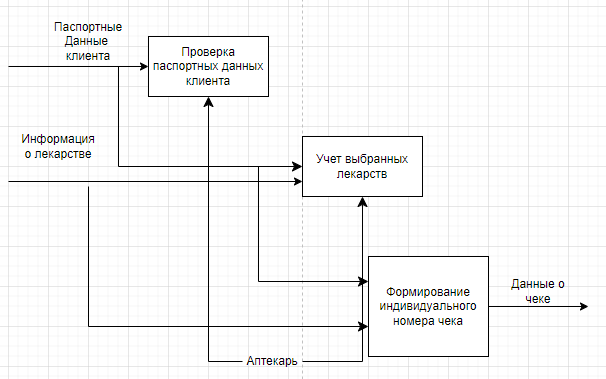 Паспортные
Данные
клиента
Проверка
паспортных данных
клиента
Информация
о лекарстве
Учет выбранных
лекарств
Формирование
индивидуального
номера чека
Данные о
чеке
Аптекарь